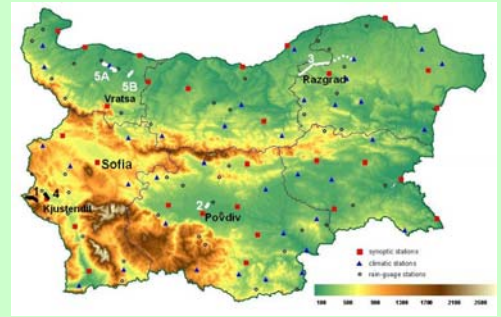 3
5A
5B
Razgrad
Vratsa
Sofia
1
4
Kjustendil
2
Povdiv
synoptic stations
climatic stations
rain-guage stations
100 500 900 1300 1700 2100 2500